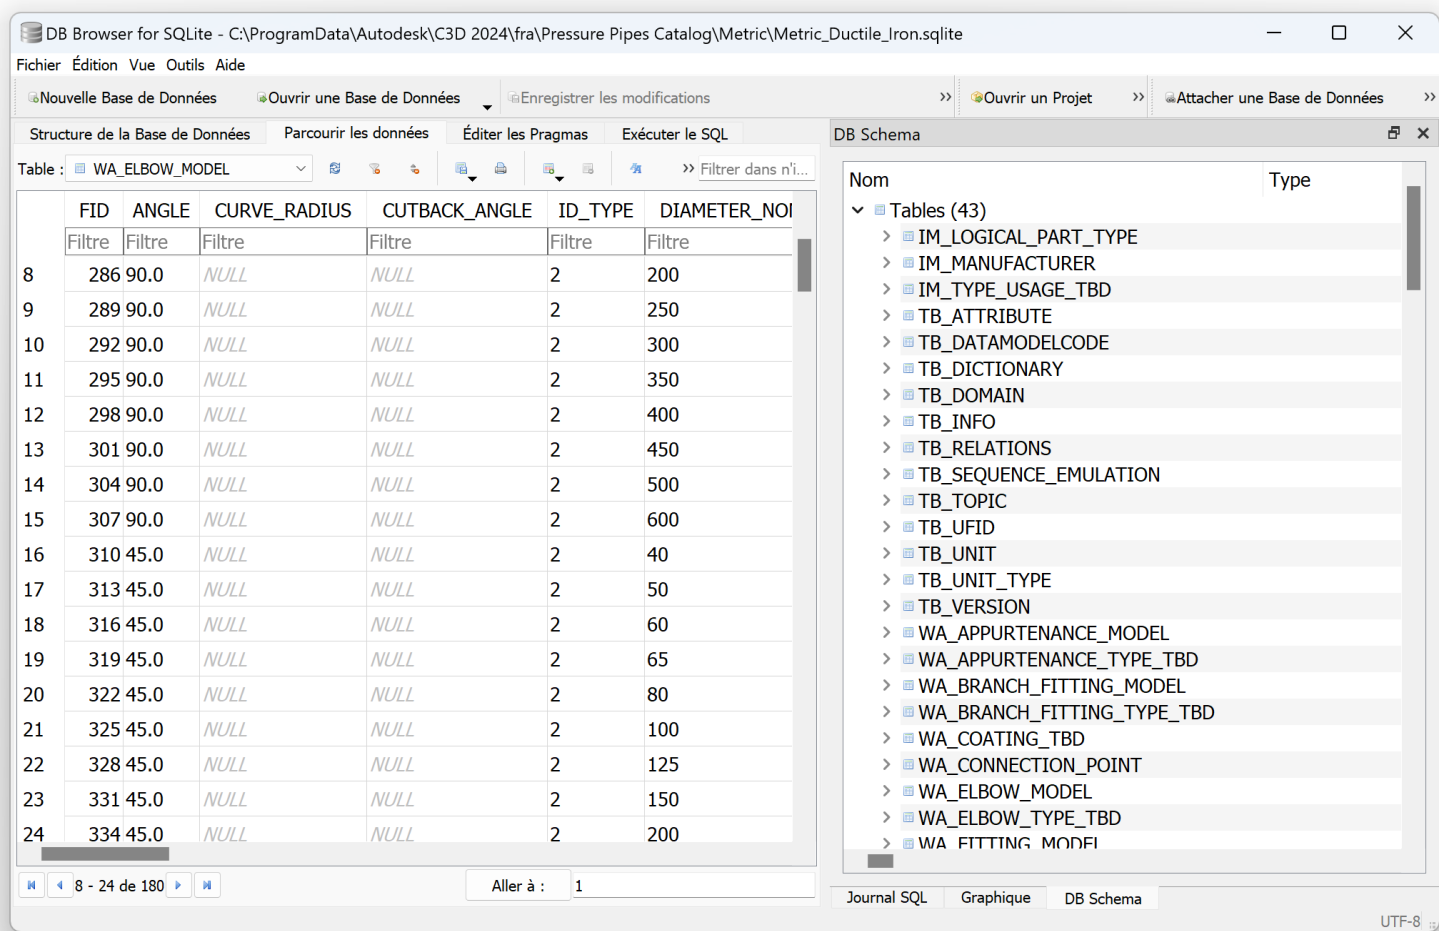 DB Browser for SQLite - C:\ProgramData\Autodesk\C3D 2024\fra\Pressure Pipes Catalog\Metric\Metric_Ductile_Iron.sqlite
Fichier Édition Vue Outils Aide
Nouvelle Base de Données Ouvrir une Base de Données Enregistrer les modifications » Ouvrir un Projet » Attacher une Base de Données »
Structure de la Base de Données Parcourir les données Éditer les Pragmas Exécuter le SQL
Table : WA_ELBOW_MODEL » Filtrer dans n'i...
FID ANGLE CURVE_RADIUS CUTBACK_ANGLE ID_TYPE DIAMETER_NO
Filtre Filtre Filtre Filtre Filtre Filtre
8 286 90.0 NULL NULL 2 200
9 289 90.0 NULL NULL 2 250
10 292 90.0 NULL NULL 2 300
11 295 90.0 NULL NULL 2 350
12 298 90.0 NULL NULL 2 400
13 301 90.0 NULL NULL 2 450
14 304 90.0 NULL NULL 2 500
15 307 90.0 NULL NULL 2 600
16 310 45.0 NULL NULL 2 40
17 313 45.0 NULL NULL 2 50
18 316 45.0 NULL NULL 2 60
19 319 45.0 NULL NULL 2 65
20 322 45.0 NULL NULL 2 80
21 325 45.0 NULL NULL 2 100
22 328 45.0 NULL NULL 2 125
23 331 45.0 NULL NULL 2 150
24 334 45.0 NULL NULL 2 200
8 - 24 de 180 Aller à : 1
DB Schema
Nom Type
Tables (43)
IM_LOGICAL_PART_TYPE
IM_MANUFACTURER
IM_TYPE_USAGE_TBD
TB_ATTRIBUTE
TB_DATAMODELCODE
TB_DICTIONARY
TB_DOMAIN
TB_INFO
TB_RELATIONS
TB_SEQUENCE_EMULATION
TB_TOPIC
TB_UFID
TB_UNIT
TB_UNIT_TYPE
TB_VERSION
WA_APPURTENANCE_MODEL
WA_APPURTENANCE_TYPE_TBD
WA_BRANCH_FITTING_MODEL
WA_BRANCH_FITTING_TYPE_TBD
WA_COATING_TBD
WA_CONNECTION_POINT
WA_ELBOW_MODEL
WA_ELBOW_TYPE_TBD
WA_FITTING_MODEL
Journal SQL Graphique DB Schema
UTF-8